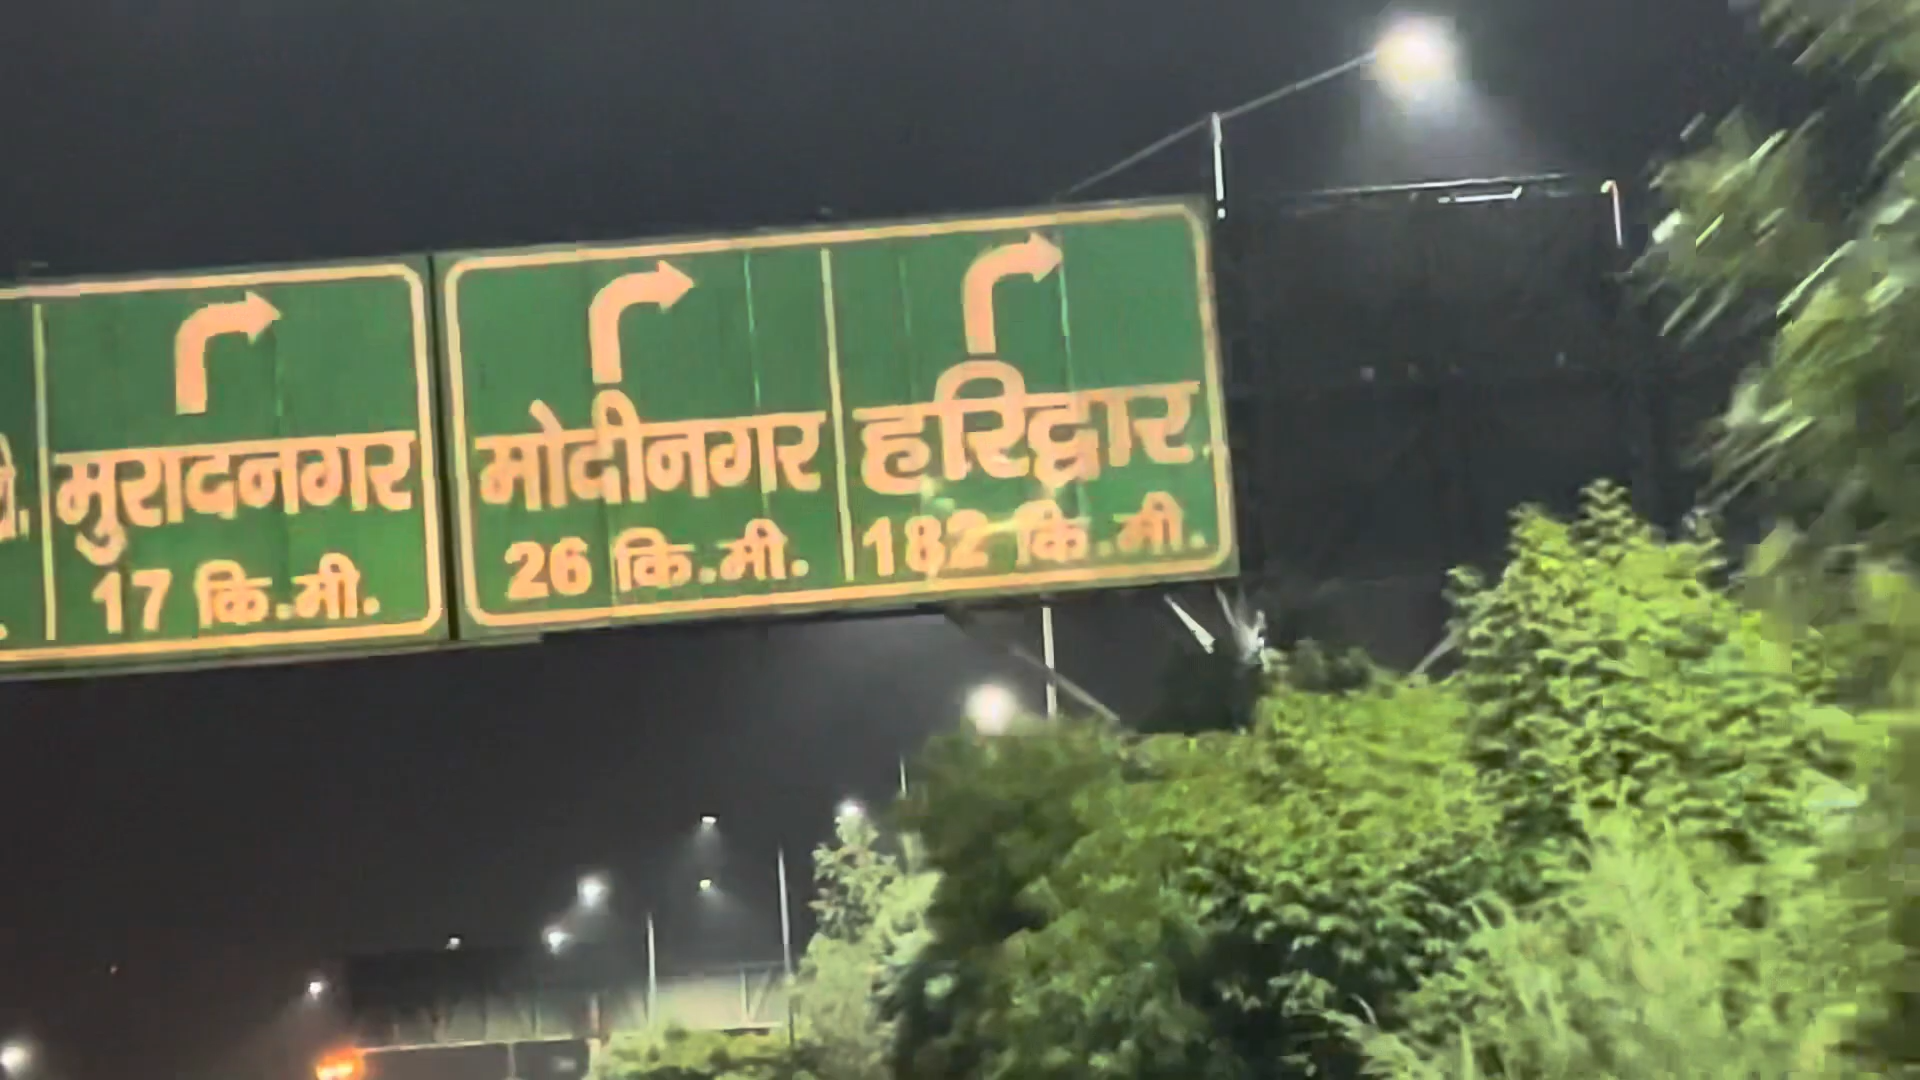 मुरादनगर
17 कि.मी.
मोदीनगर
26 कि.मी.
हरिद्वार
182 कि.मी.